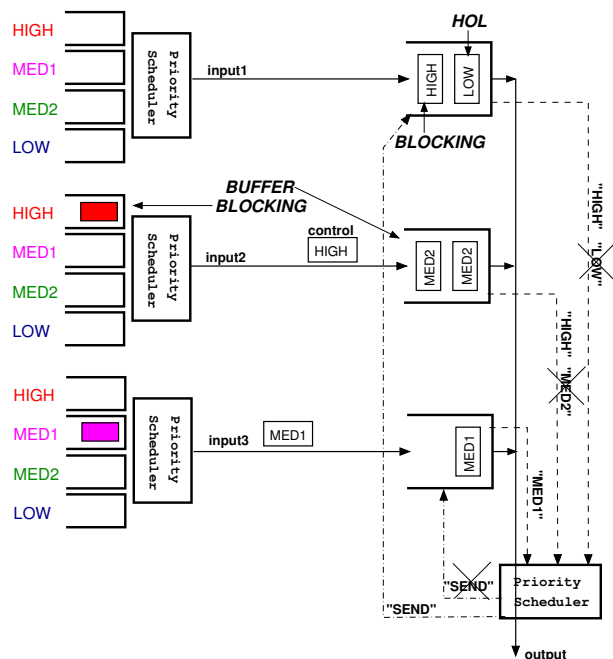 HIGH
MED1
MED2
LOW
Priority
Scheduler
input1
HOL
HIGH
LOW
BLOCKING
"HIGH"
"LOW"
HIGH
MED1
MED2
LOW
Priority
Scheduler
BUFFER
BLOCKING
input2
control
HIGH
MED2
MED2
"HIGH"
"MED2"
HIGH
MED1
MED2
LOW
Priority
Scheduler
input3
MED1
MED1
"MED1"
"SEND"
"SEND"
Priority
Scheduler
output